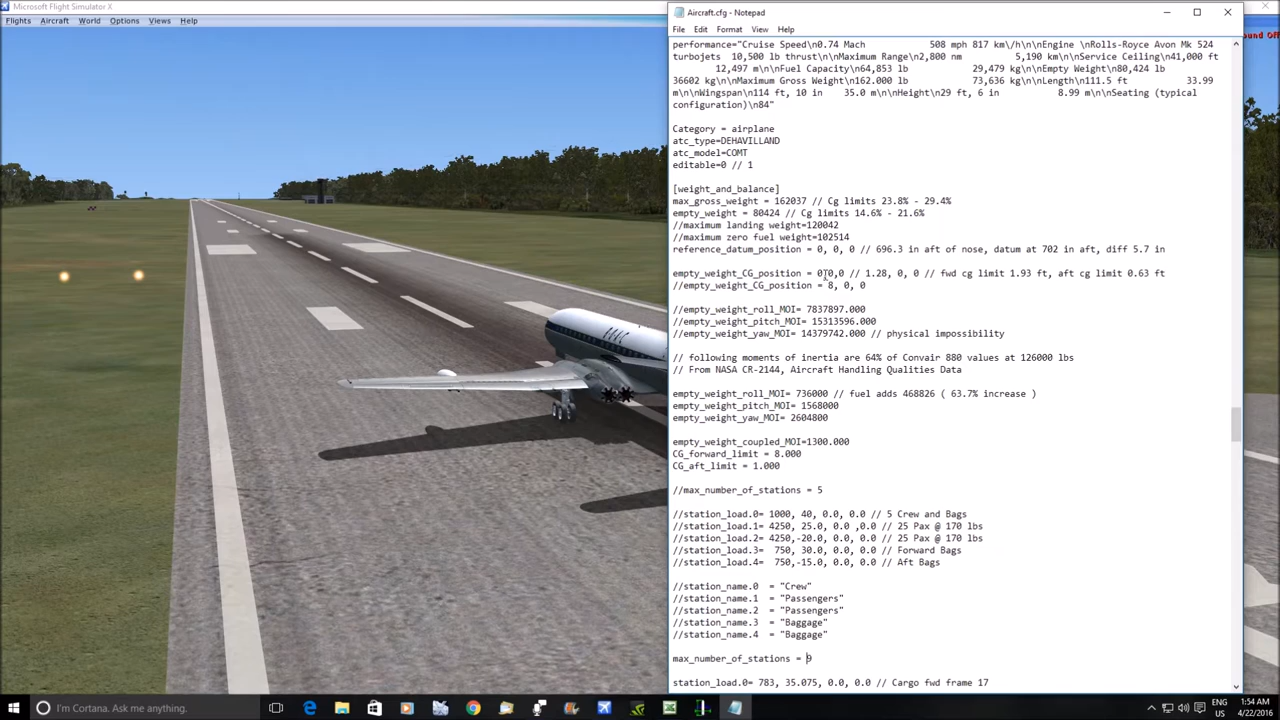 Microsoft Flight Simulator X
Flights Aircraft World Options Views Help
Aircraft.cfg - Notepad
File Edit Format View Help
performance="Cruise Speed\n0.74 Mach 508 mph 817 km\/h\n\nEngine \nRolls-Royce Avon Mk 524
turbojets 10,500 lb thrust\n\nMaximum Range\n2,800 nm 5,190 km\n\nService Ceiling\n41,000 ft
12,497 m\n\nFuel Capacity\n64,853 lb 29,479 kg\n\nEmpty Weight\n80,424 lb
36602 kg\n\nMaximum Gross Weight\n162.000 lb 73,636 kg\n\nLength\n111.5 ft 33.99
m\n\nWingspan\n114 ft, 10 in 35.0 m\n\nHeight\n29 ft, 6 in 8.99 m\n\nSeating (typical
configuration)\n84"
Category = airplane
atc_type=DEHAVILLAND
atc_model=COMT
editable=0 // 1
[weight_and_balance]
max_gross_weight = 162037 // Cg limits 23.8% - 29.4%
empty_weight = 80424 // Cg limits 14.6% - 21.6%
//maximum landing weight=120042
//maximum zero fuel weight=102514
reference_datum_position = 0, 0, 0 // 696.3 in aft of nose, datum at 702 in aft, diff 5.7 in
empty_weight_CG_position = 0,0,0 // 1.28, 0, 0 // fwd cg limit 1.93 ft, aft cg limit 0.63 ft
//empty_weight_CG_position = 8, 0, 0
//empty_weight_roll_MOI= 7837897.000
//empty_weight_pitch_MOI= 15313596.000
//empty_weight_yaw_MOI= 14379742.000 // physical impossibility
// following moments of inertia are 64% of Convair 880 values at 126000 lbs
// From NASA CR-2144, Aircraft Handling Qualities Data
empty_weight_roll_MOI= 736000 // fuel adds 468826 ( 63.7% increase )
empty_weight_pitch_MOI= 1568000
empty_weight_yaw_MOI= 2604800
empty_weight_coupled_MOI=1300.000
CG_forward_limit = 8.000
CG_aft_limit = 1.000
//max_number_of_stations = 5
//station_load.0= 1000, 40, 0.0, 0.0 // 5 Crew and Bags
//station_load.1= 4250, 25.0, 0.0 ,0.0 // 25 Pax @ 170 lbs
//station_load.2= 4250,-20.0, 0.0, 0.0 // 25 Pax @ 170 lbs
//station_load.3= 750, 30.0, 0.0, 0.0 // Forward Bags
//station_load.4= 750,-15.0, 0.0, 0.0 // Aft Bags
//station_name.0 = "Crew"
//station_name.1 = "Passengers"
//station_name.2 = "Passengers"
//station_name.3 = "Baggage"
//station_name.4 = "Baggage"
max_number_of_stations = 9
station_load.0= 783, 35.075, 0.0, 0.0 // Cargo fwd frame 17
I'm Cortana. Ask me anything.
ENG
US
1:54 AM
4/22/2016